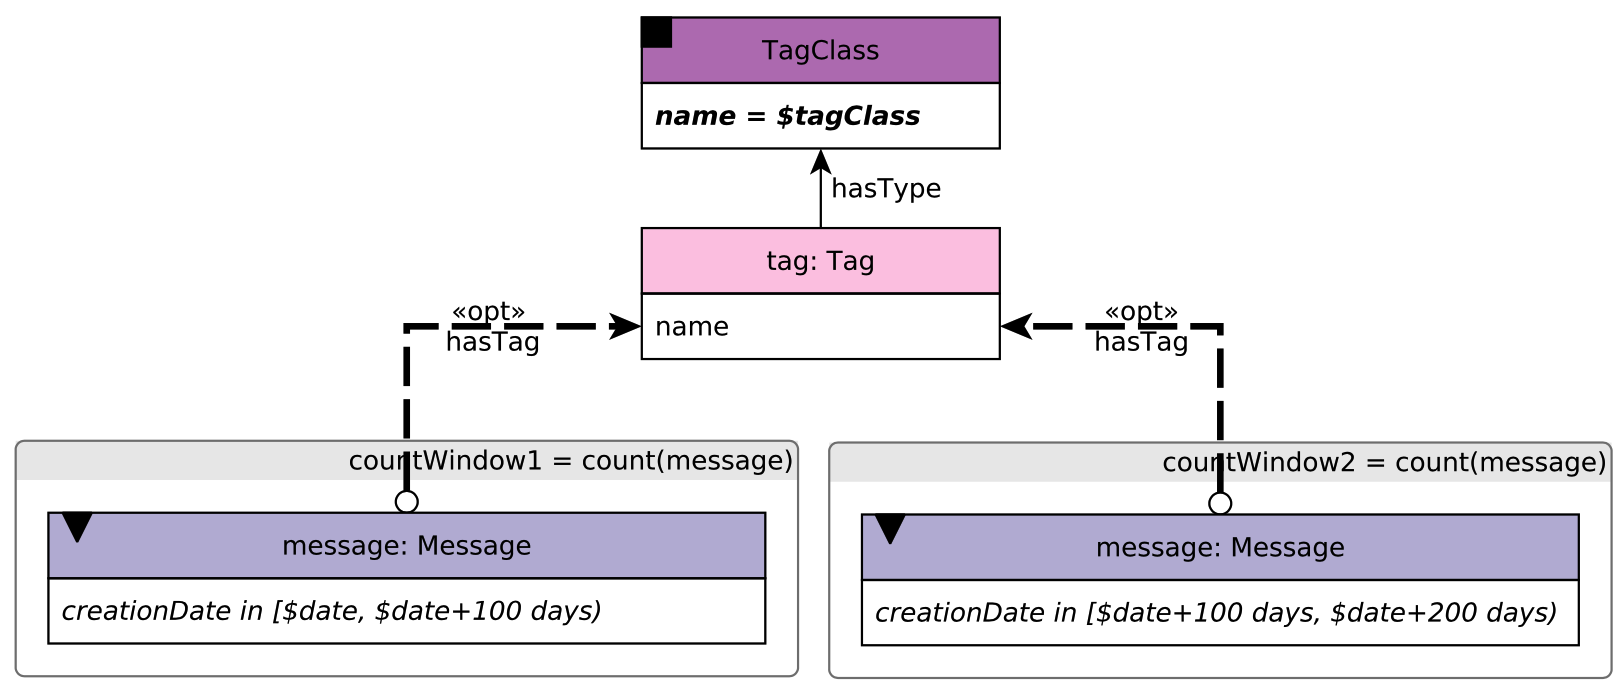 TagClass
name = $tagClass
hasType
tag: Tag
name
«opt»
hasTag
«opt»
hasTag
countWindow1 = count(message)
message: Message
creationDate in [$date, $date+100 days)
countWindow2 = count(message)
message: Message
creationDate in [$date+100 days, $date+200 days)